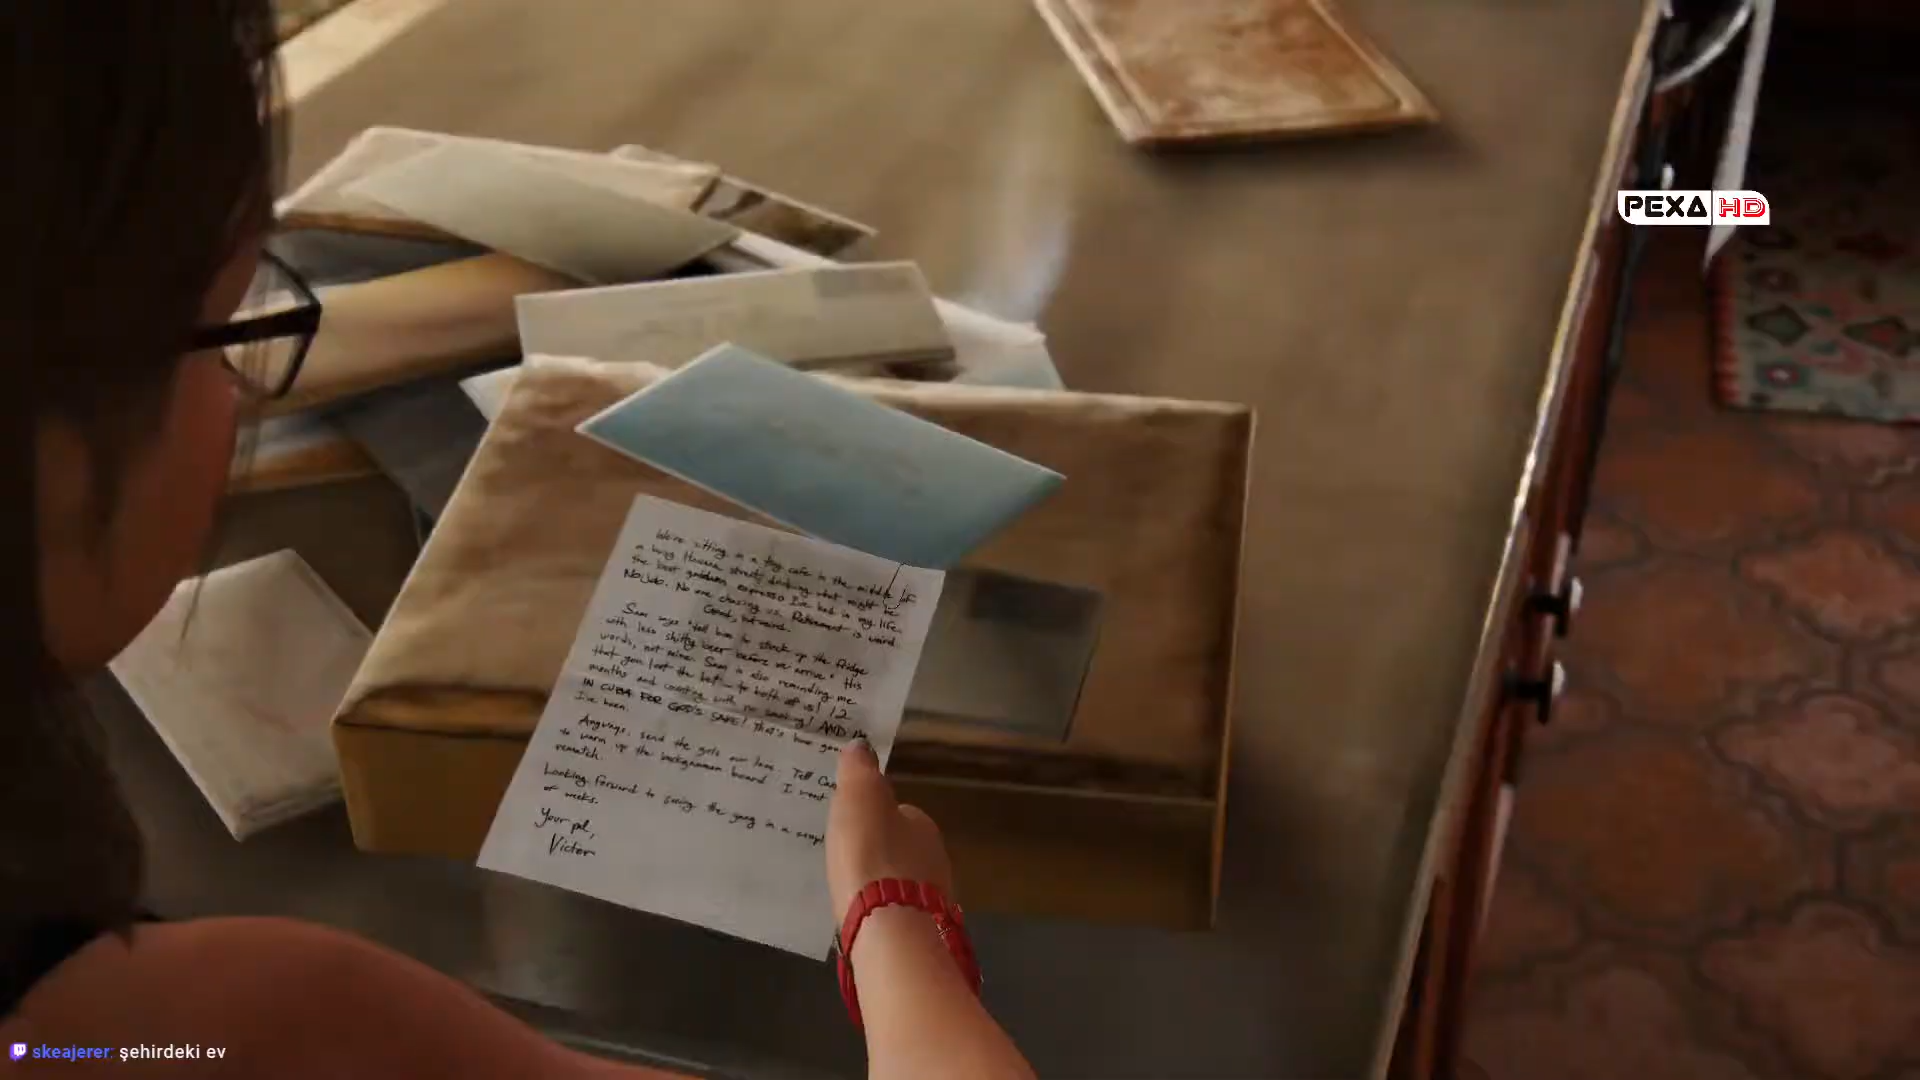 PEXA HD
We're sitting in a tiny cafe in the middle of
a busy Havana street, drinking what might be
the best goddamn espresso I've had in my life.
No job. No one chasing us. Retirement is weird.
Good, but weird.
Sam says "tell him to stock up the fridge
with less shitty beer before we arrive." His
words, not mine. Sam is also reminding me
that you lost the bet — to both of us! 12
months and counting with no smoking! AND I'M
IN CUBA FOR GOD'S SAKE! That's how good
I've been.
Anyways, send the girls our love. Tell
to warm up the backgammon board. I want
rematch.
Looking forward to seeing the gang in a
of weeks.
Your pal,
Victor
skeajerer: şehirdeki ev